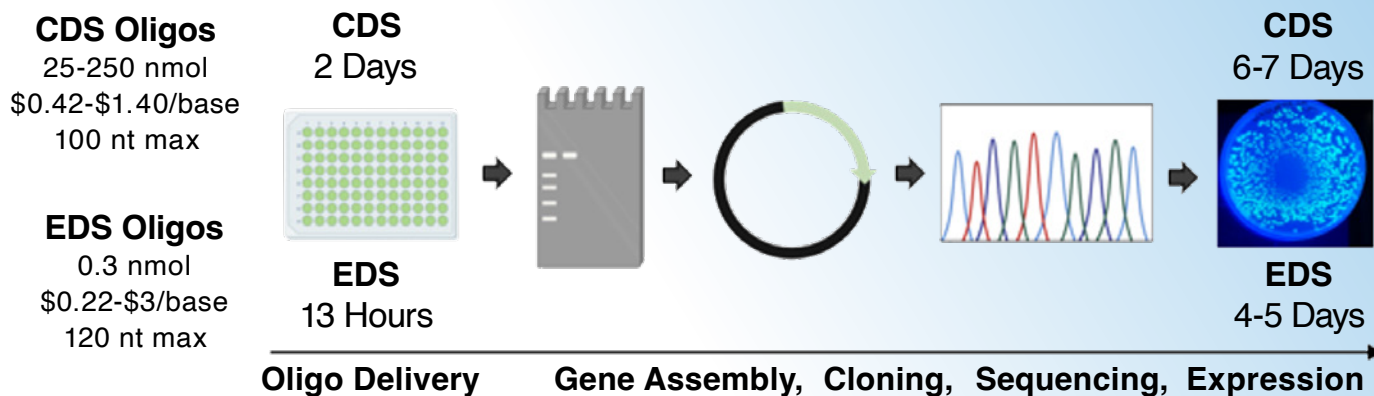 CDS Oligos
25-250 nmol
$0.42-$1.40/base
100 nt max
EDS Oligos
0.3 nmol
$0.22-$3/base
120 nt max
CDS
2 Days
EDS
13 Hours
CDS
6-7 Days
EDS
4-5 Days
Oligo Delivery
Gene Assembly, Cloning, Sequencing, Expression